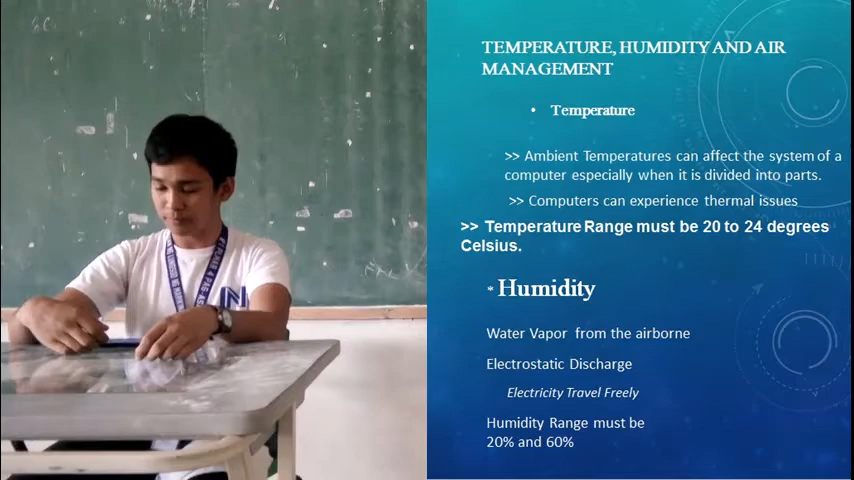 TEMPERATURE, HUMIDITY AND AIR
MANAGEMENT
• Temperature
>> Ambient Temperatures can affect the system of a
computer especially when it is divided into parts.
>> Computers can experience thermal issues
>> Temperature Range must be 20 to 24 degrees
Celsius.
* Humidity
Water Vapor from the airborne
Electrostatic Discharge
Electricity Travel Freely
Humidity Range must be
20% and 60%